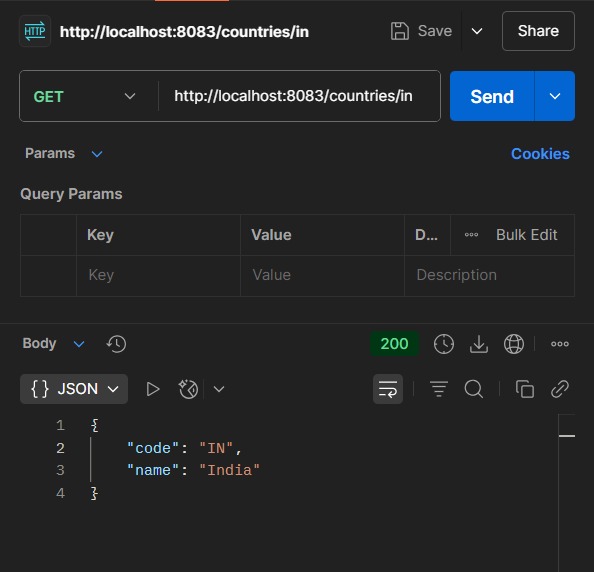 HTTP http://localhost:8083/countries/in Save Share
GET http://localhost:8083/countries/in Send
Params Cookies
Query Params
Key Value D... Bulk Edit
Key Value Description
Body 200
{} JSON
1 {
2 "code": "IN",
3 "name": "India"
4 }